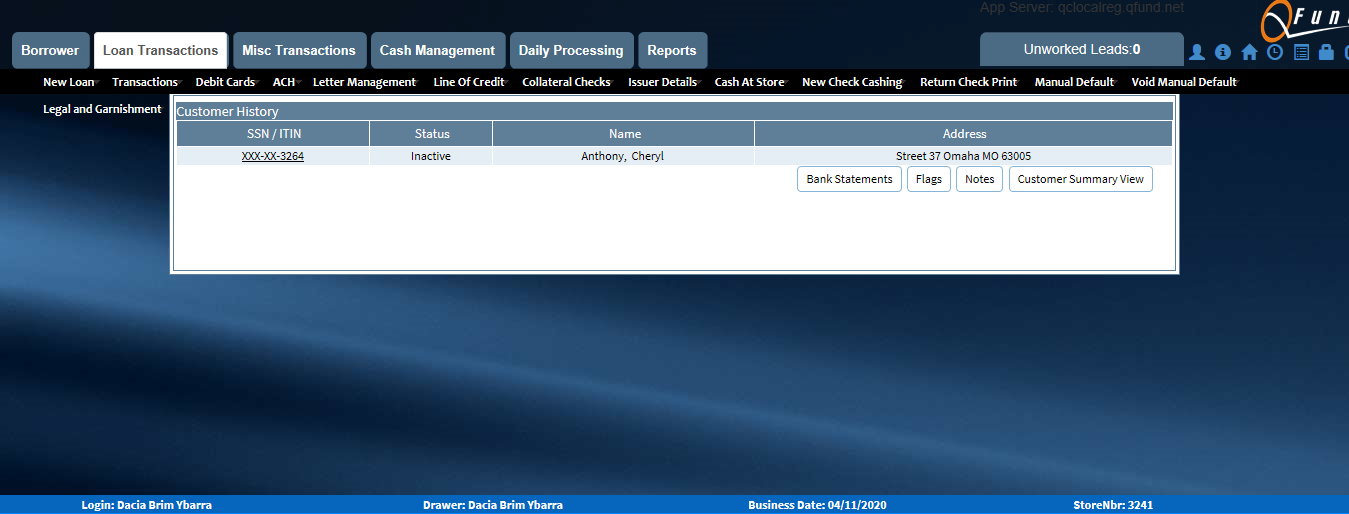 App Server: qclocalreg.qfund.net
QFun
Borrower Loan Transactions Misc Transactions Cash Management Daily Processing Reports Unworked Leads:0
New Loan Transactions Debit Cards ACH Letter Management Line Of Credit Collateral Checks Issuer Details Cash At Store New Check Cashing Return Check Print Manual Default Void Manual Default
Legal and Garnishment
Customer History
SSN / ITIN Status Name Address
XXX-XX-3264 Inactive Anthony, Cheryl Street 37 Omaha MO 63005
Bank Statements Flags Notes Customer Summary View
Login: Dacia Brim Ybarra Drawer: Dacia Brim Ybarra Business Date: 04/11/2020 StoreNbr: 3241